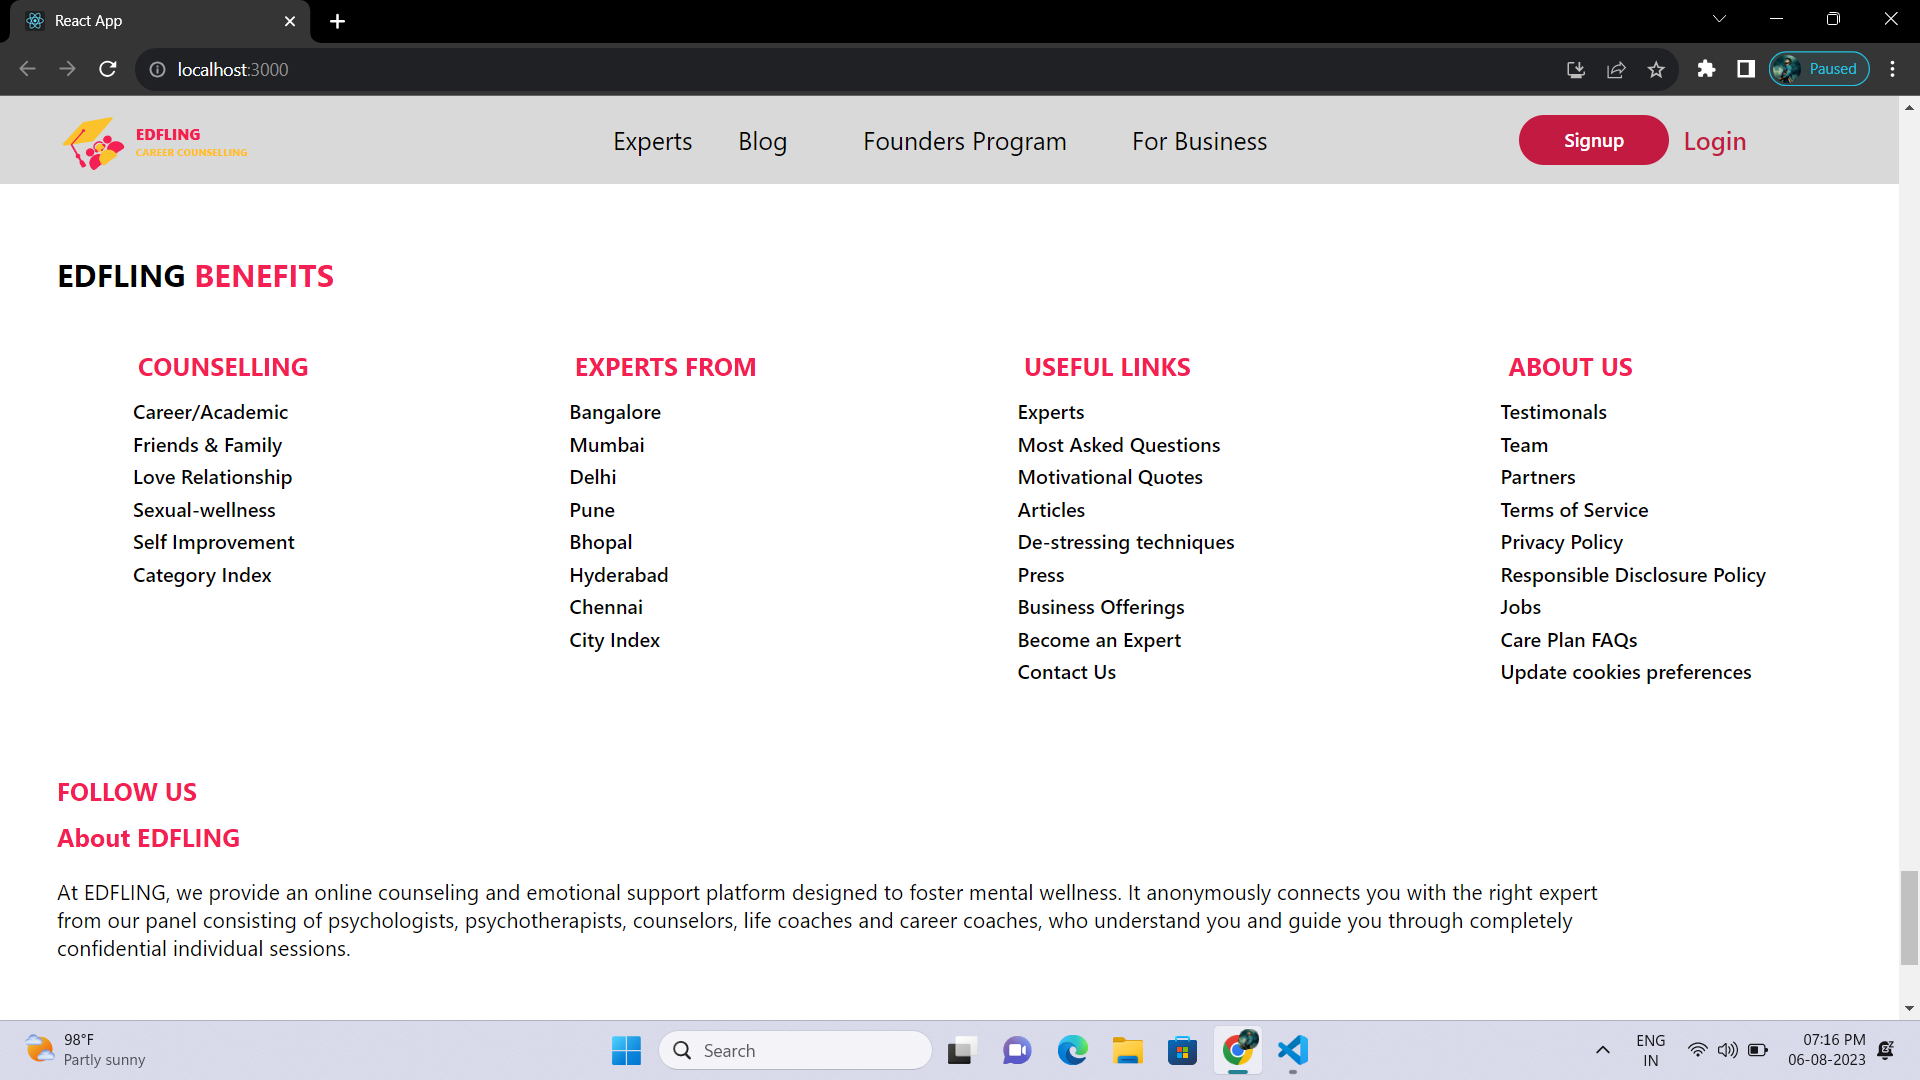 React App
localhost:3000
Paused
EDFLING
CAREER COUNSELLING
Experts Blog Founders Program For Business
Signup Login
EDFLING BENEFITS
COUNSELLING
Career/Academic
Friends & Family
Love Relationship
Sexual-wellness
Self Improvement
Category Index
EXPERTS FROM
Bangalore
Mumbai
Delhi
Pune
Bhopal
Hyderabad
Chennai
City Index
USEFUL LINKS
Experts
Most Asked Questions
Motivational Quotes
Articles
De-stressing techniques
Press
Business Offerings
Become an Expert
Contact Us
ABOUT US
Testimonals
Team
Partners
Terms of Service
Privacy Policy
Responsible Disclosure Policy
Jobs
Care Plan FAQs
Update cookies preferences
FOLLOW US
About EDFLING
At EDFLING, we provide an online counseling and emotional support platform designed to foster mental wellness. It anonymously connects you with the right expert
from our panel consisting of psychologists, psychotherapists, counselors, life coaches and career coaches, who understand you and guide you through completely
confidential individual sessions.
98°F
Partly sunny
Search
ENG
IN
07:16 PM
06-08-2023